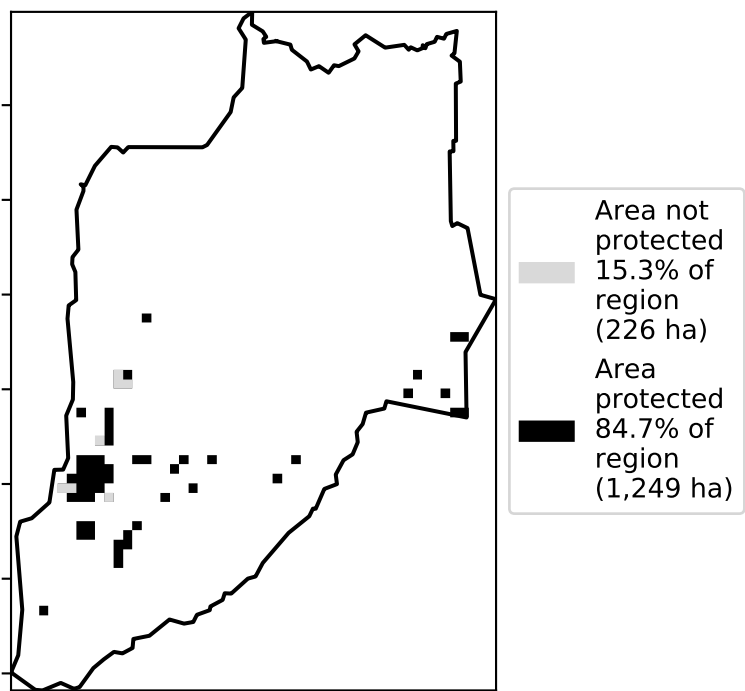 Area not
protected
15.3% of
region
(226 ha)
Area
protected
84.7% of
region
(1,249 ha)